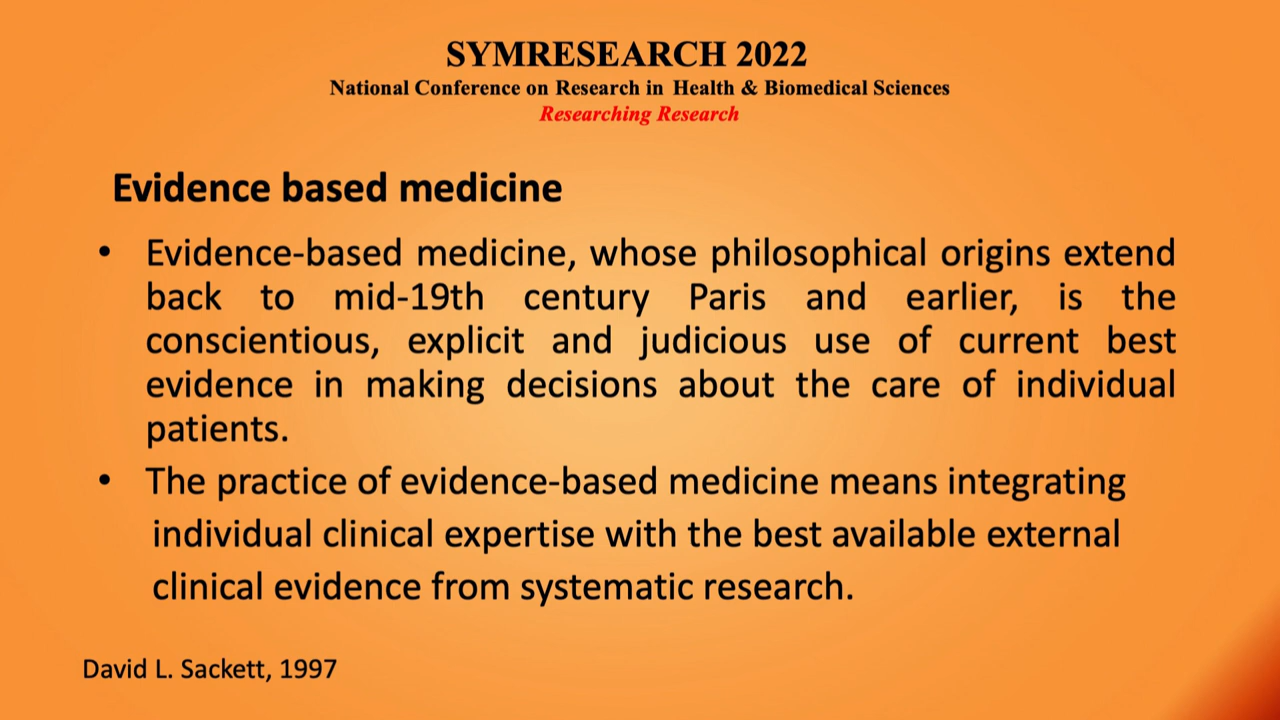 SYMRESEARCH 2022
National Conference on Research in Health & Biomedical Sciences
Researching Research
Evidence based medicine
• Evidence-based medicine, whose philosophical origins extend
back to mid-19th century Paris and earlier, is the
conscientious, explicit and judicious use of current best
evidence in making decisions about the care of individual
patients.
• The practice of evidence-based medicine means integrating
individual clinical expertise with the best available external
clinical evidence from systematic research.
David L. Sackett, 1997